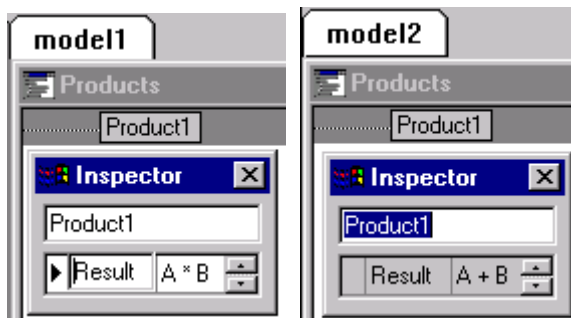 model1
Products
Product1
Inspector
Product1
Result A * B
model2
Products
Product1
Inspector
Product1
Result A + B